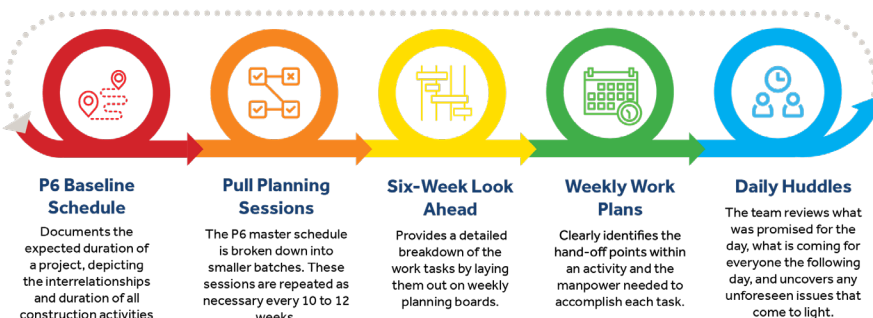 P6 Baseline
Schedule
Documents the
expected duration of
a project, depicting
the interrelationships
and duration of all
construction activities
Pull Planning
Sessions
The P6 master schedule
is broken down into
smaller batches. These
sessions are repeated as
necessary every 10 to 12
weeks.
Six-Week Look
Ahead
Provides a detailed
breakdown of the
work tasks by laying
them out on weekly
planning boards.
Weekly Work
Plans
Clearly identifies the
hand-off points within
an activity and the
manpower needed to
accomplish each task.
Daily Huddles
The team reviews what
was promised for the
day, what is coming for
everyone the following
day, and uncovers any
unforeseen issues that
come to light.